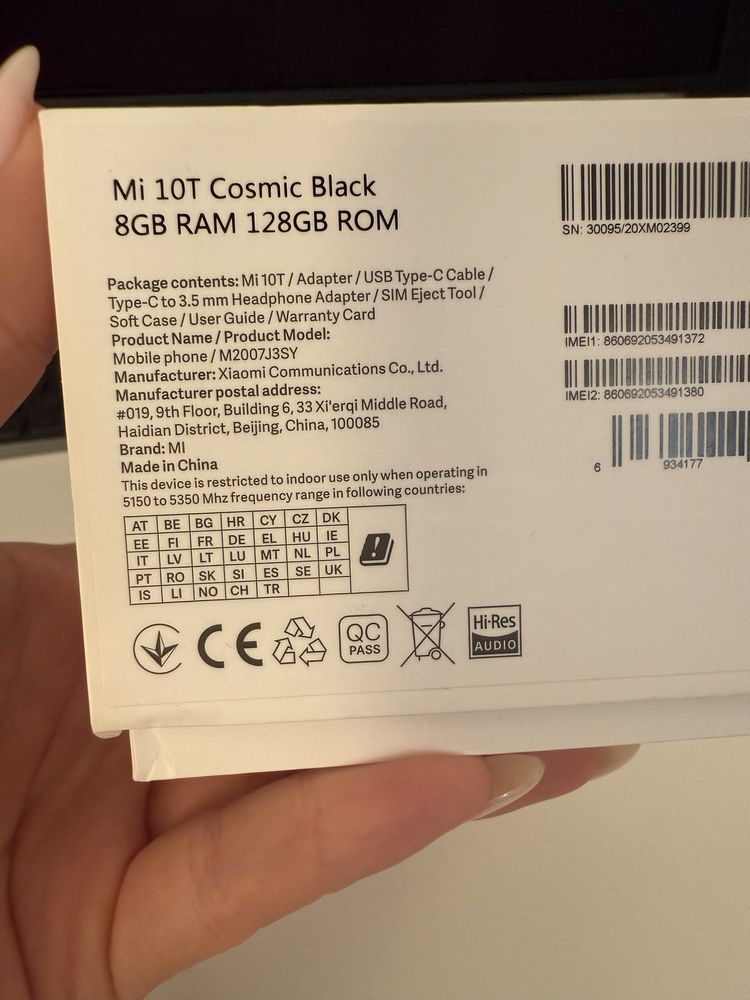 Mi 10T Cosmic Black
8GB RAM 128GB ROM
SN: 30095/20XM02399
Package contents: Mi 10T / Adapter / USB Type-C Cable /
Type-C to 3.5 mm Headphone Adapter / SIM Eject Tool /
Soft Case / User Guide / Warranty Card
Product Name / Product Model:
Mobile phone / M2007J3SY
Manufacturer: Xiaomi Communications Co., Ltd.
Manufacturer postal address:
#019, 9th Floor, Building 6, 33 Xi'erqi Middle Road,
Haidian District, Beijing, China, 100085
Brand: MI
Made in China
This device is restricted to indoor use only when operating in
5150 to 5350 Mhz frequency range in following countries:
IMEI1: 860692053491372
IMEI2: 860692053491380
6 934177
AT BE BG HR CY CZ DK
EE FI FR DE EL HU IE
IT LV LT LU MT NL PL
PT RO SK SI ES SE UK
IS LI NO CH TR
CE
QC
PASS
Hi-Res
AUDIO